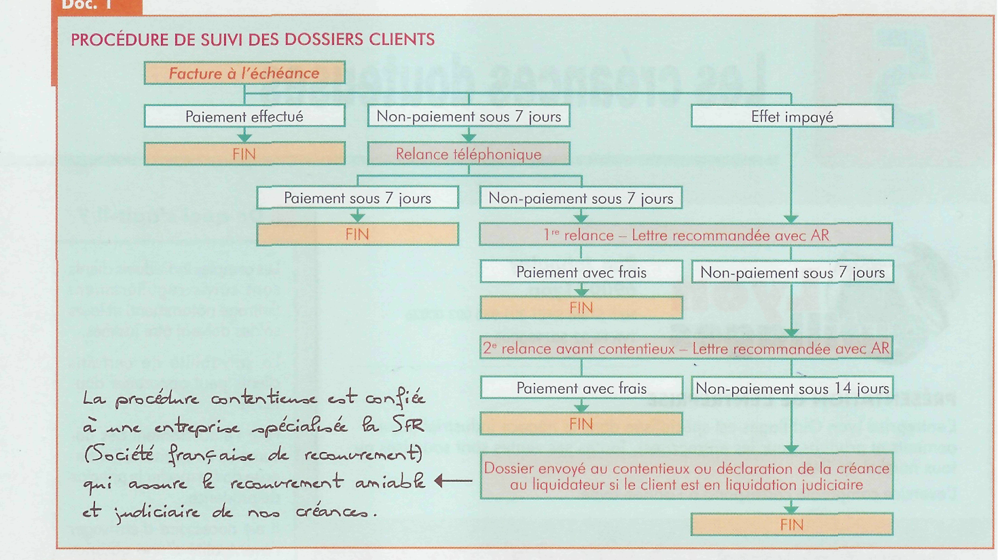 Doc. 1
PROCÉDURE DE SUIVI DES DOSSIERS CLIENTS
Facture à l'échéance
Paiement effectué
Non-paiement sous 7 jours
Effet impayé
FIN
Relance téléphonique
Paiement sous 7 jours
Non-paiement sous 7 jours
FIN
1re relance – Lettre recommandée avec AR
Paiement avec frais
Non-paiement sous 7 jours
FIN
2e relance avant contentieux – Lettre recommandée avec AR
Paiement avec frais
Non-paiement sous 14 jours
FIN
Dossier envoyé au contentieux ou déclaration de la créance
au liquidateur si le client est en liquidation judiciaire
FIN
La procédure contentieuse est confiée
à une entreprise spécialisée la SFR
(Société française de recouvrement)
qui assure le recouvrement amiable
et judiciaire de nos créances.